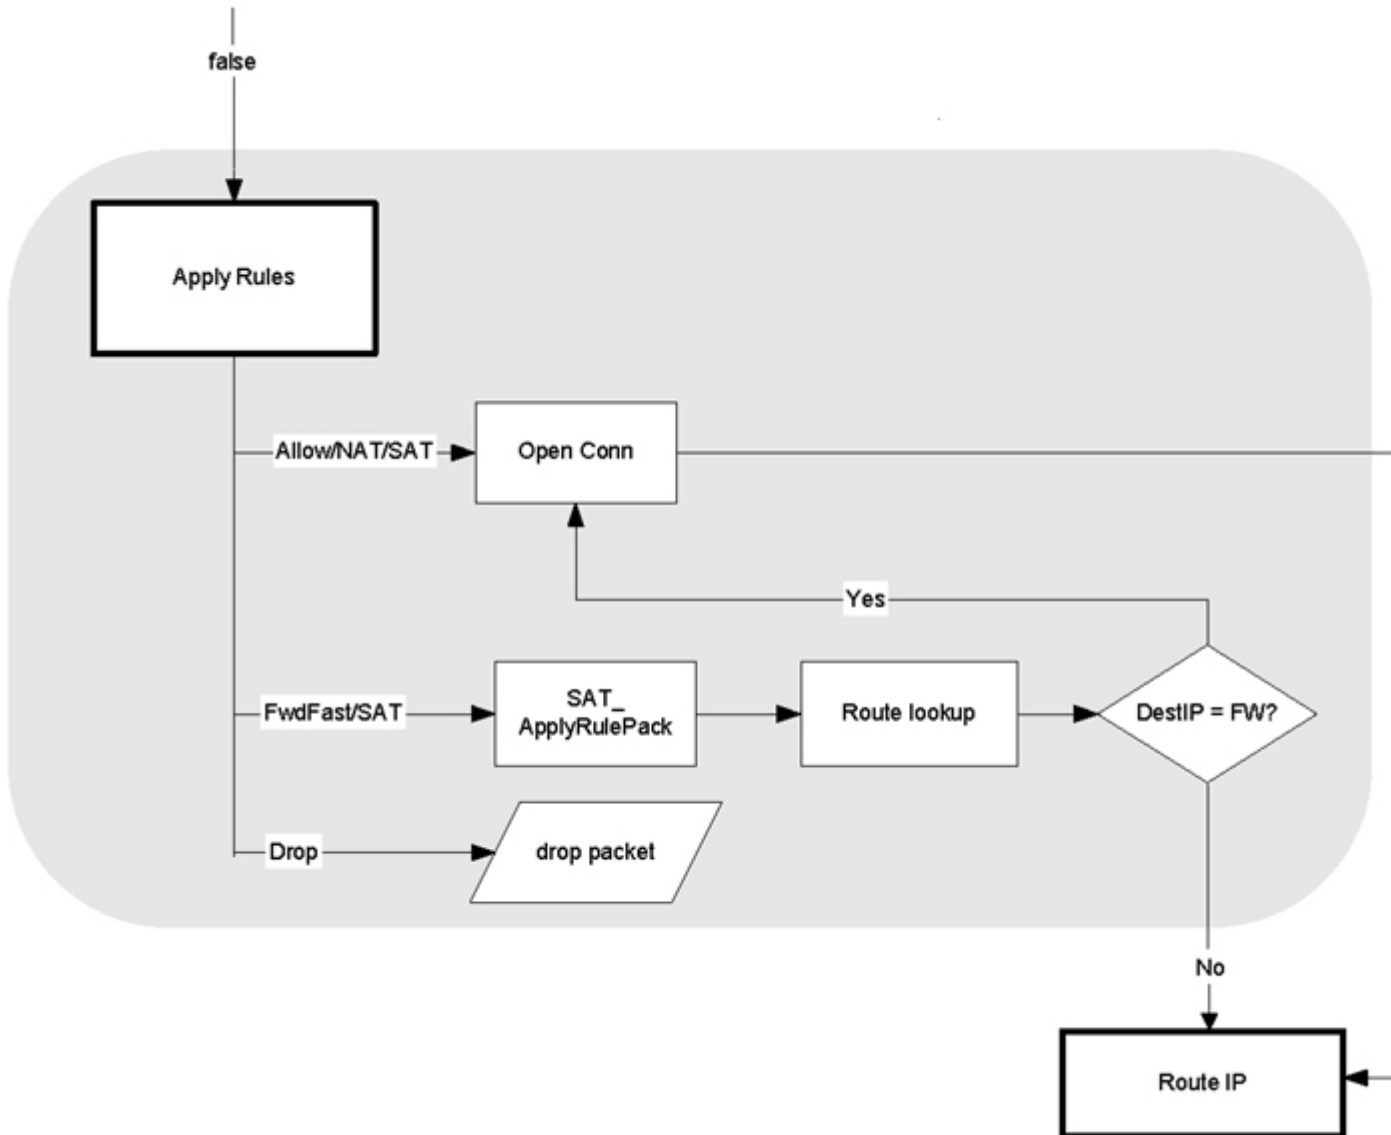 false
Apply Rules
Allow/NAT/SAT
Open Conn
Yes
FwdFast/SAT
SAT_
ApplyRulePack
Route lookup
DestIP = FW?
Drop
drop packet
No
Route IP